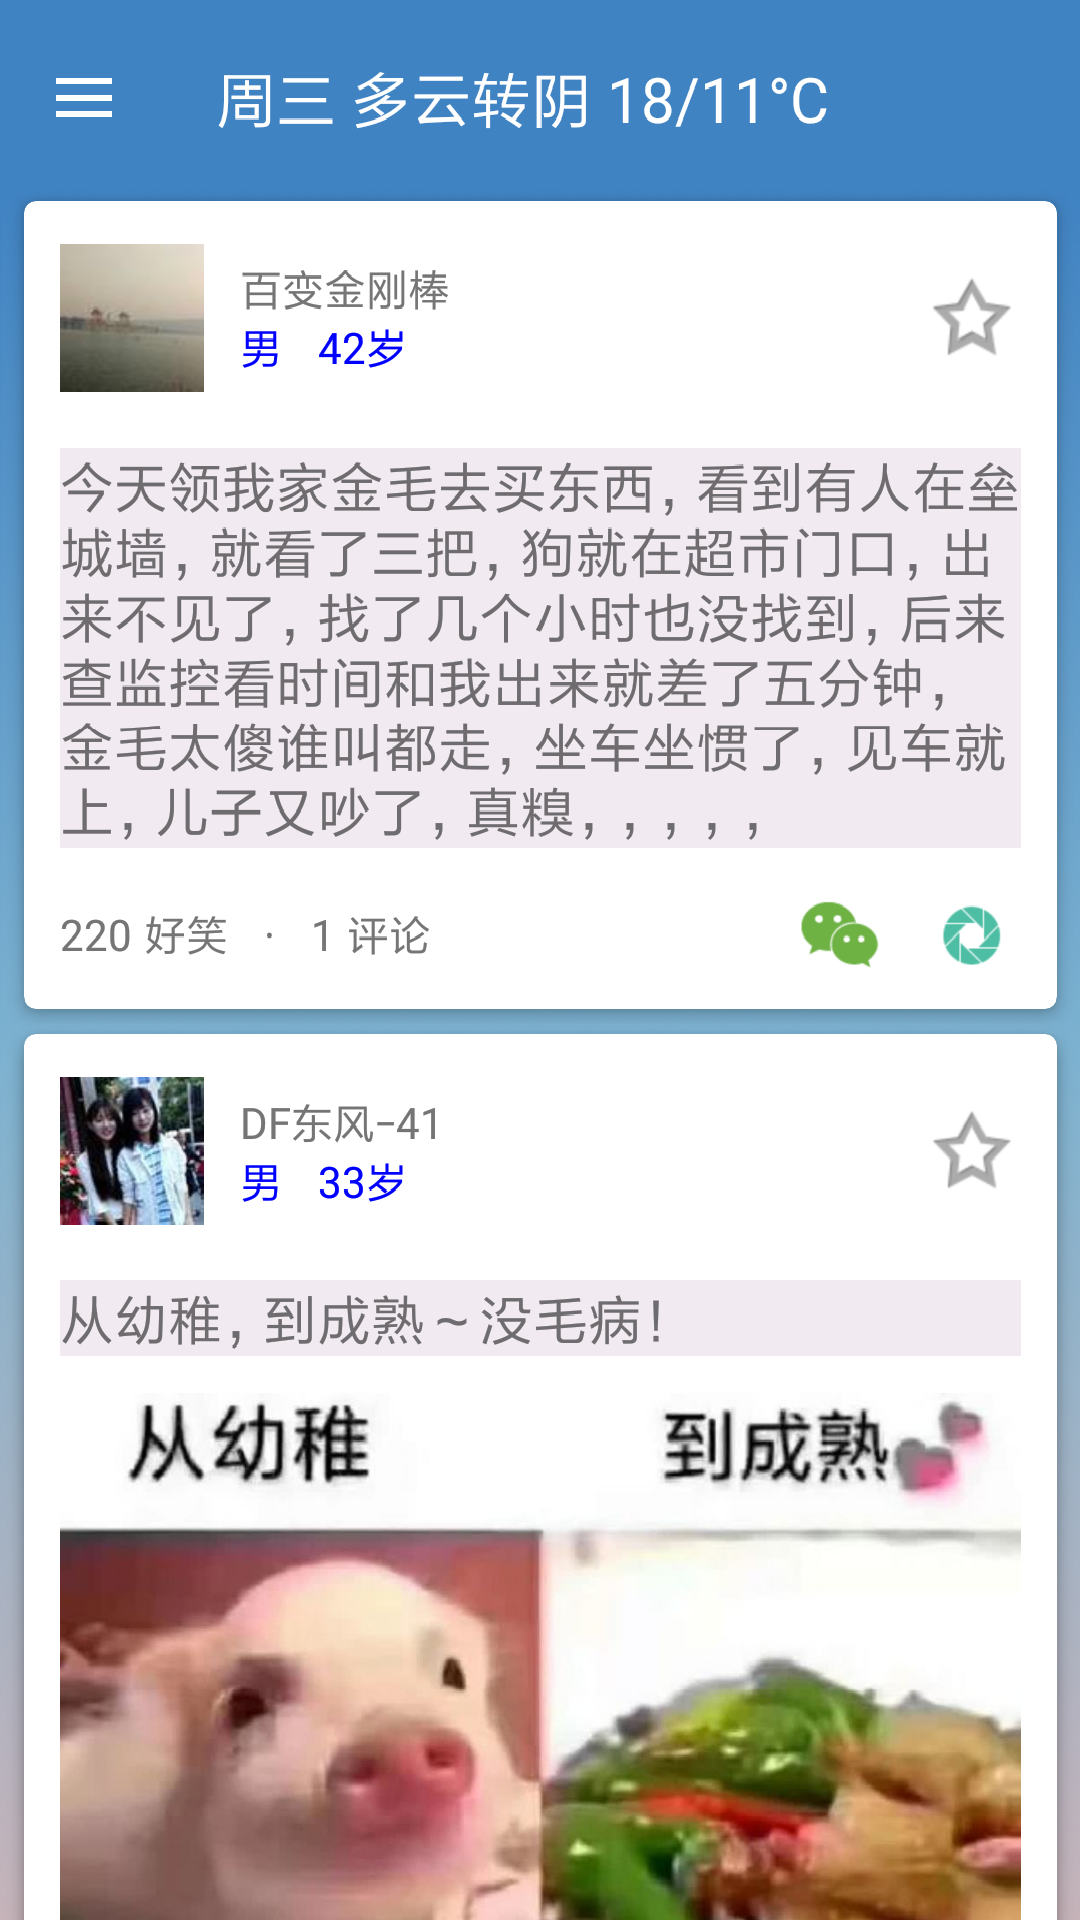 周三 多云转阴 18/11°C
百变金刚棒
男 42岁
今天领我家金毛去买东西，看到有人在垒
城墙，就看了三把，狗就在超市门口，出
来不见了，找了几个小时也没找到，后来
查监控看时间和我出来就差了五分钟，
金毛太傻谁叫都走，坐车坐惯了，见车就
上，儿子又吵了，真糗，，，，，
220 好笑 · 1 评论
DF东风-41
男 33岁
从幼稚，到成熟～没毛病！
从幼稚 到成熟